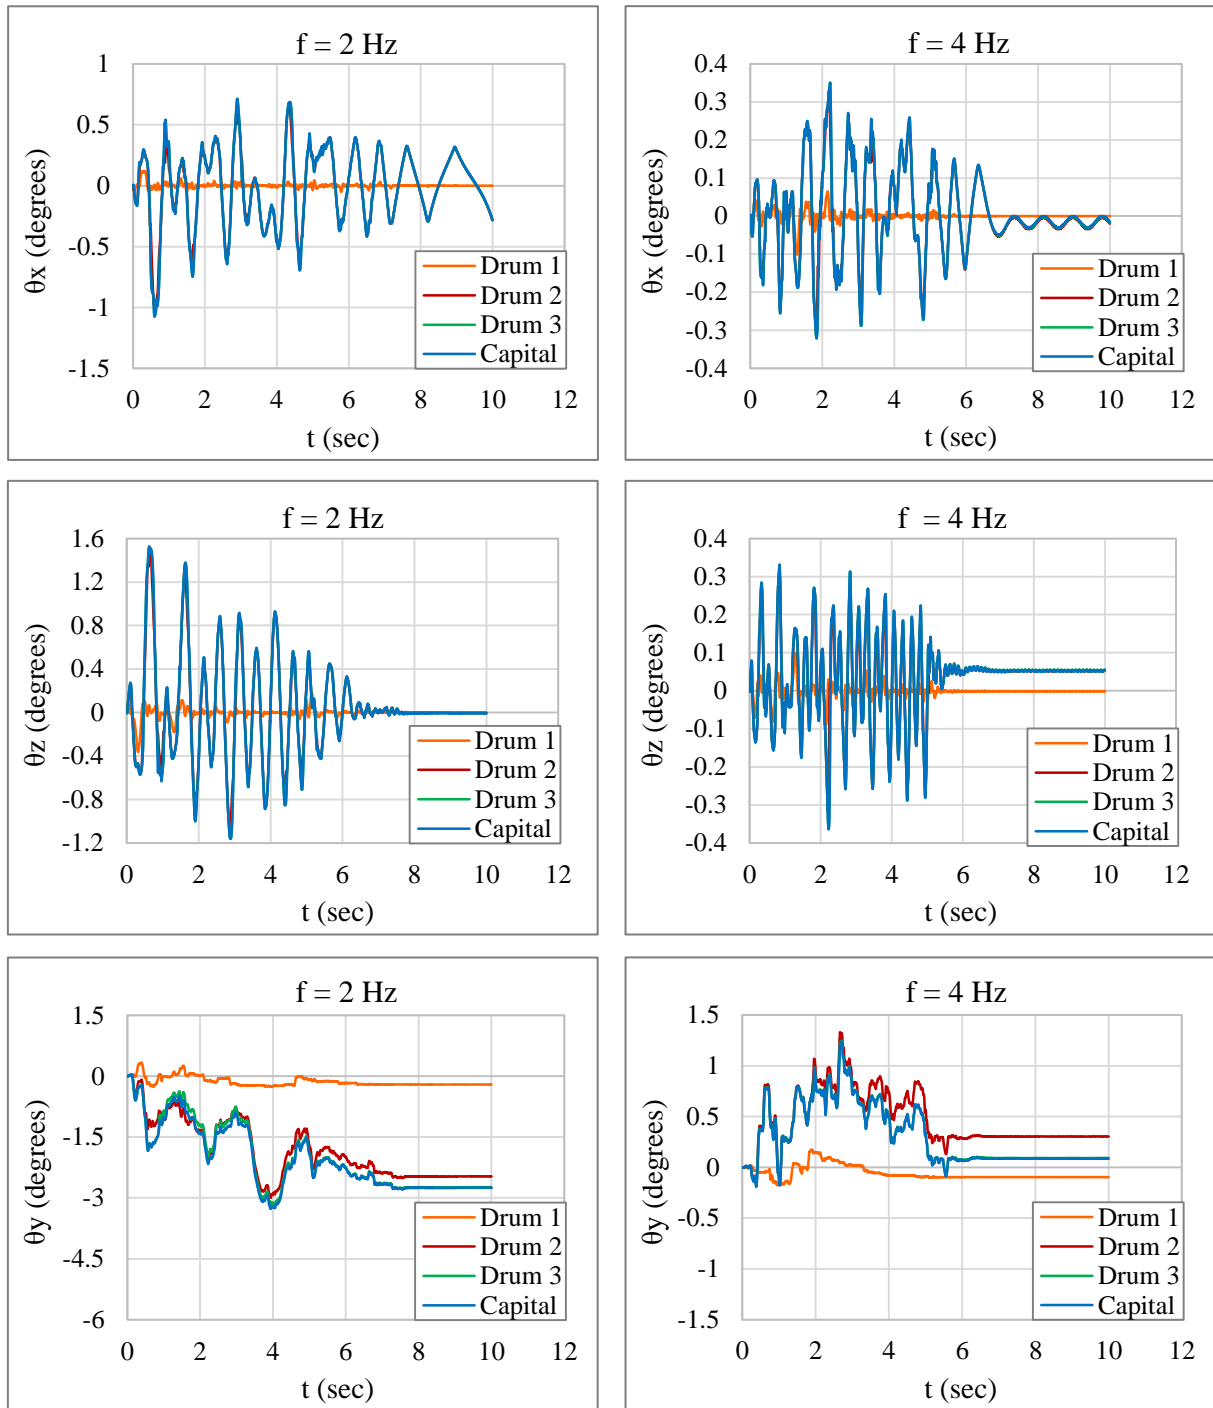 f = 2 Hz
1
0.5
0
-0.5
-1
-1.5
θx (degrees)
Drum 1
Drum 2
Drum 3
Capital
0 2 4 6 8 10 12
t (sec)
f = 4 Hz
0.4
0.3
0.2
0.1
0
-0.1
-0.2
-0.3
-0.4
θx (degrees)
Drum 1
Drum 2
Drum 3
Capital
0 2 4 6 8 10 12
t (sec)
f = 2 Hz
1.6
1.2
0.8
0.4
0
-0.4
-0.8
-1.2
θz (degrees)
Drum 1
Drum 2
Drum 3
Capital
0 2 4 6 8 10 12
t (sec)
f = 4 Hz
0.4
0.3
0.2
0.1
0
-0.1
-0.2
-0.3
-0.4
θz (degrees)
Drum 1
Drum 2
Drum 3
Capital
0 2 4 6 8 10 12
t (sec)
f = 2 Hz
1.5
0
-1.5
-3
-4.5
-6
θy (degrees)
Drum 1
Drum 2
Drum 3
Capital
0 2 4 6 8 10 12
t (sec)
f = 4 Hz
1.5
1
0.5
0
-0.5
-1
-1.5
θy (degrees)
Drum 1
Drum 2
Drum 3
Capital
0 2 4 6 8 10 12
t (sec)